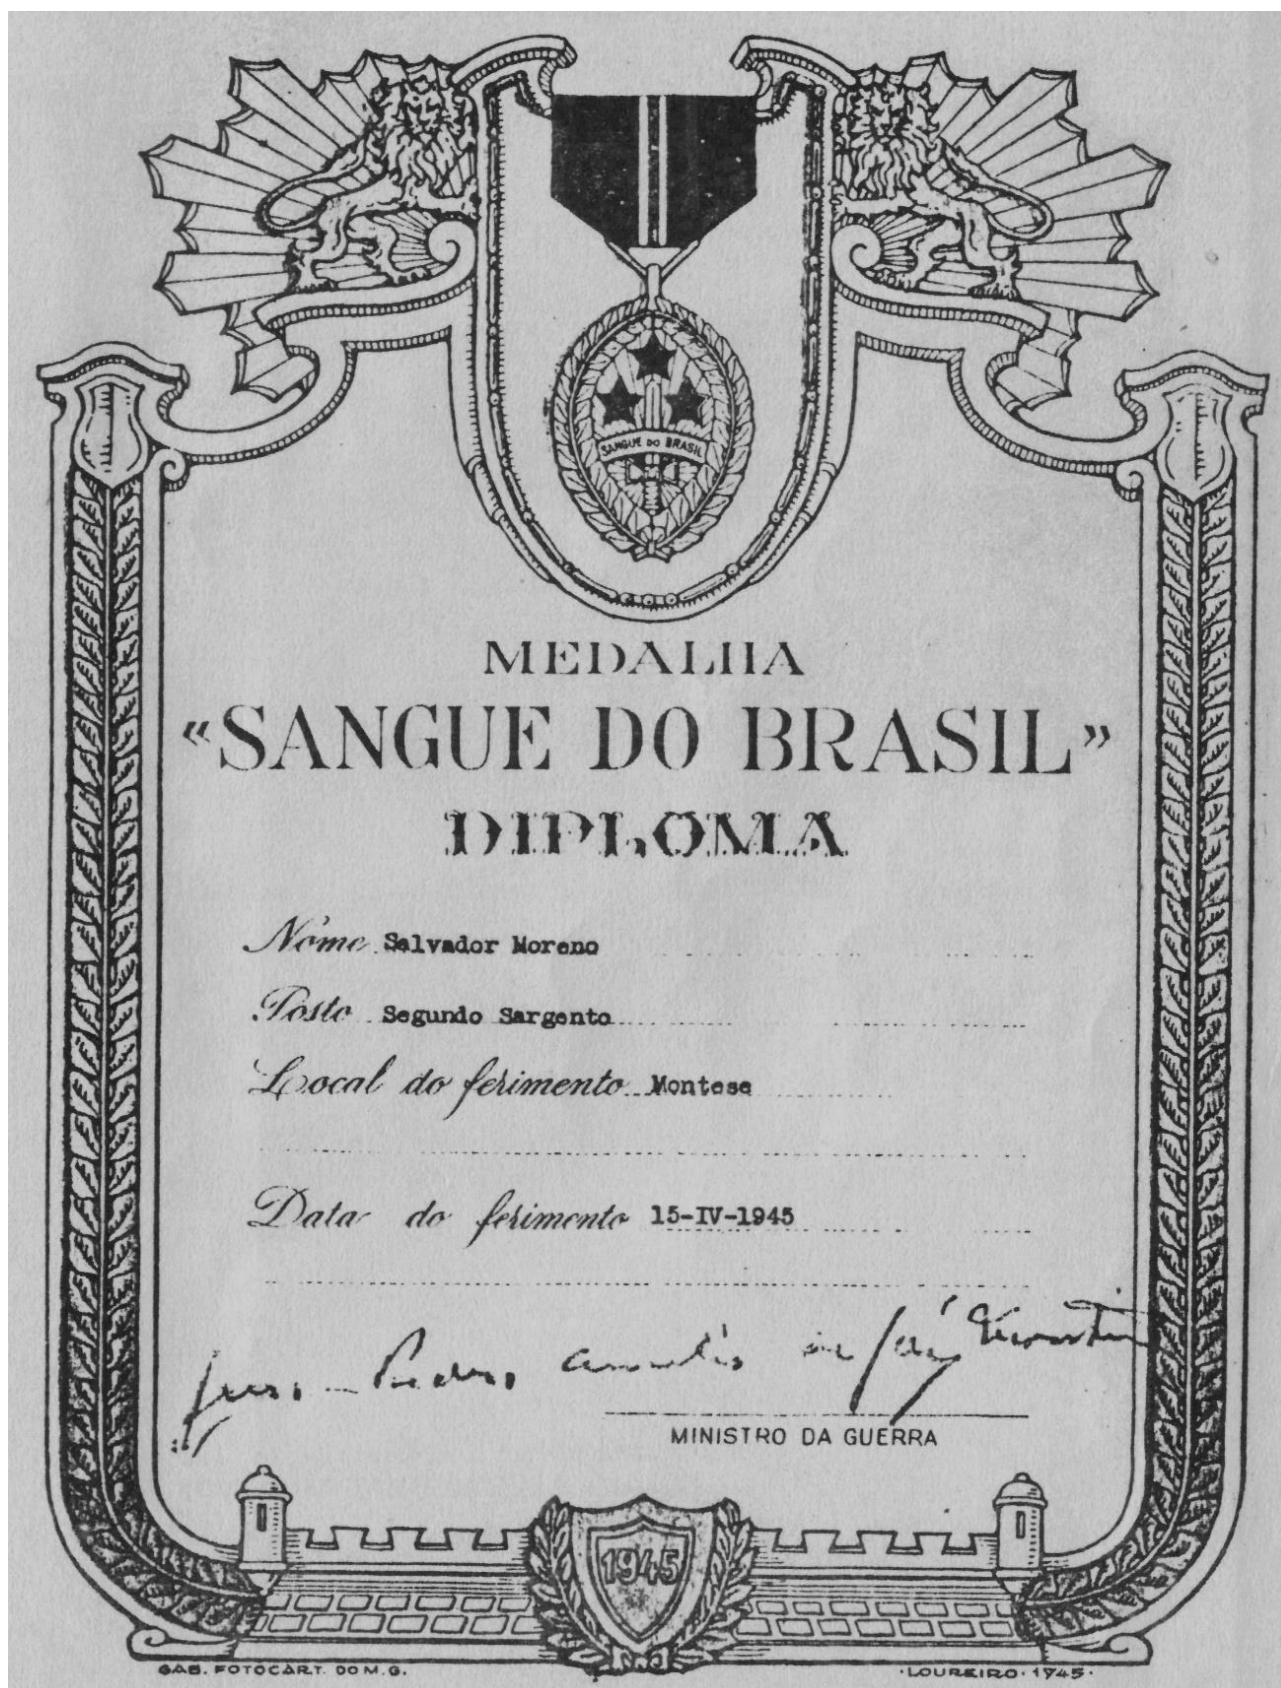 SANGUE DO BRASIL
MEDALHA
«SANGUE DO BRASIL»
DIPLOMA
Nome Salvador Moreno
Posto Segundo Sargento
Local do ferimento Montese
Data do ferimento 15-IV-1945
Pedro
MINISTRO DA GUERRA
1945
GAB. FOTOCART. DO M. G.
·LOUREIRO·1945·